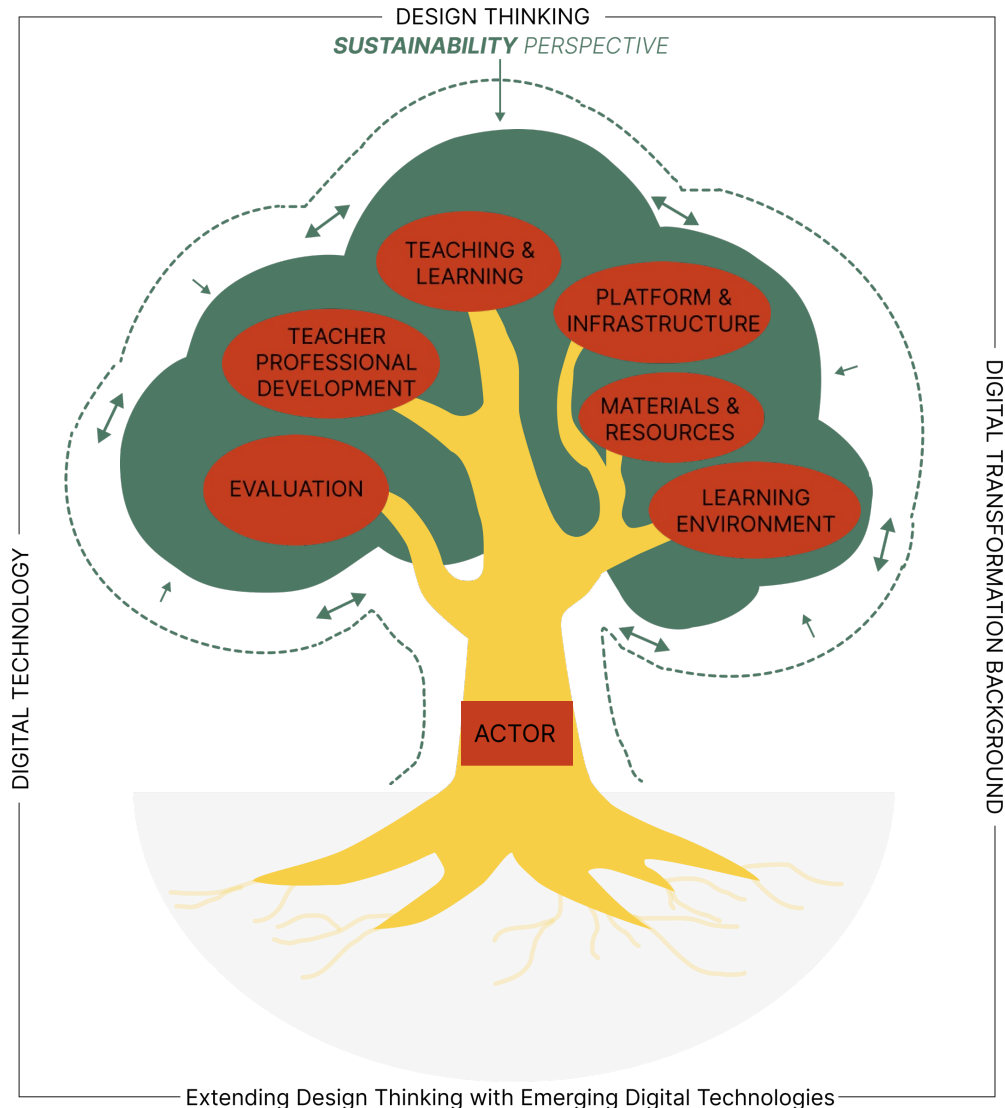 DESIGN THINKING
SUSTAINABILITY PERSPECTIVE
TEACHING &
LEARNING
PLATFORM &
INFRASTRUCTURE
TEACHER
PROFESSIONAL
DEVELOPMENT
MATERIALS &
RESOURCES
EVALUATION
LEARNING
ENVIRONMENT
DIGITAL TECHNOLOGY
DIGITAL TRANSFORMATION BACKGROUND
ACTOR
Extending Design Thinking with Emerging Digital Technologies